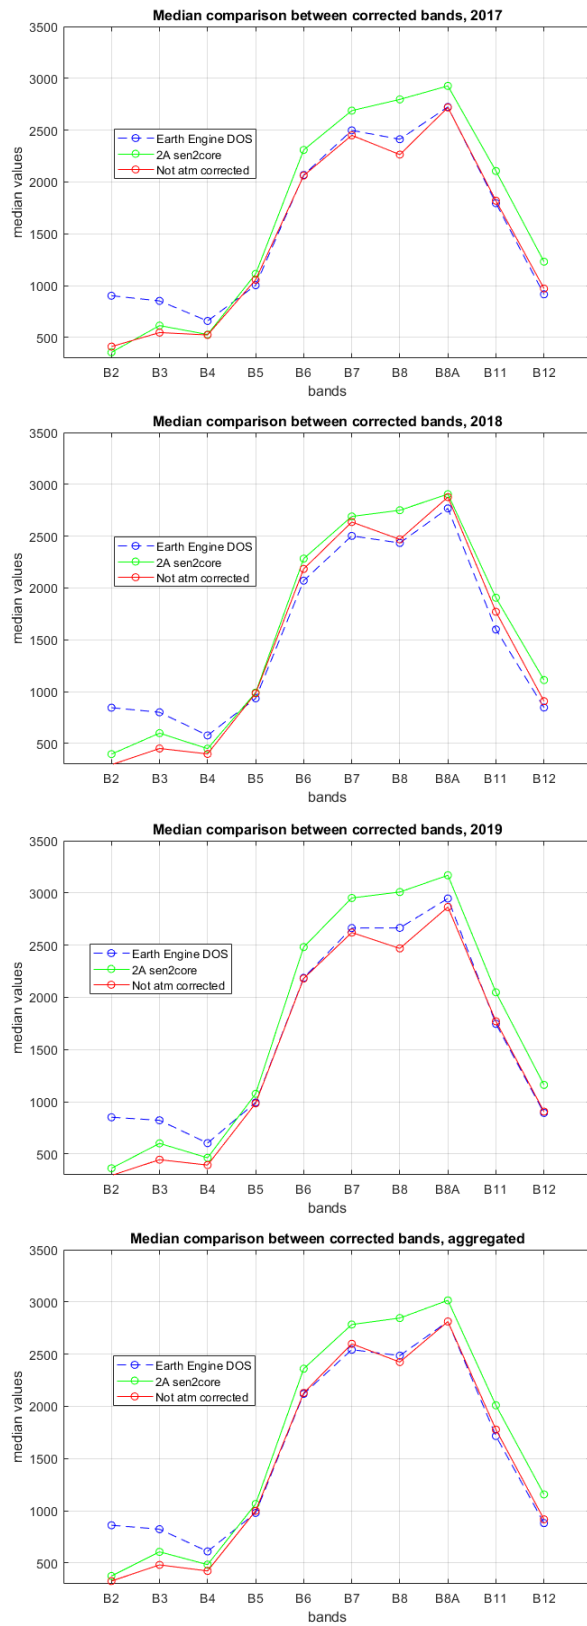 Median comparison between corrected bands, 2017
3500
3000
2500
2000
1500
1000
500
median values
Earth Engine DOS
2A sen2core
Not atm corrected
B2 B3 B4 B5 B6 B7 B8 B8A B11 B12
bands
Median comparison between corrected bands, 2018
3500
3000
2500
2000
1500
1000
500
median values
Earth Engine DOS
2A sen2core
Not atm corrected
B2 B3 B4 B5 B6 B7 B8 B8A B11 B12
bands
Median comparison between corrected bands, 2019
3500
3000
2500
2000
1500
1000
500
median values
Earth Engine DOS
2A sen2core
Not atm corrected
B2 B3 B4 B5 B6 B7 B8 B8A B11 B12
bands
Median comparison between corrected bands, aggregated
3500
3000
2500
2000
1500
1000
500
median values
Earth Engine DOS
2A sen2core
Not atm corrected
B2 B3 B4 B5 B6 B7 B8 B8A B11 B12
bands